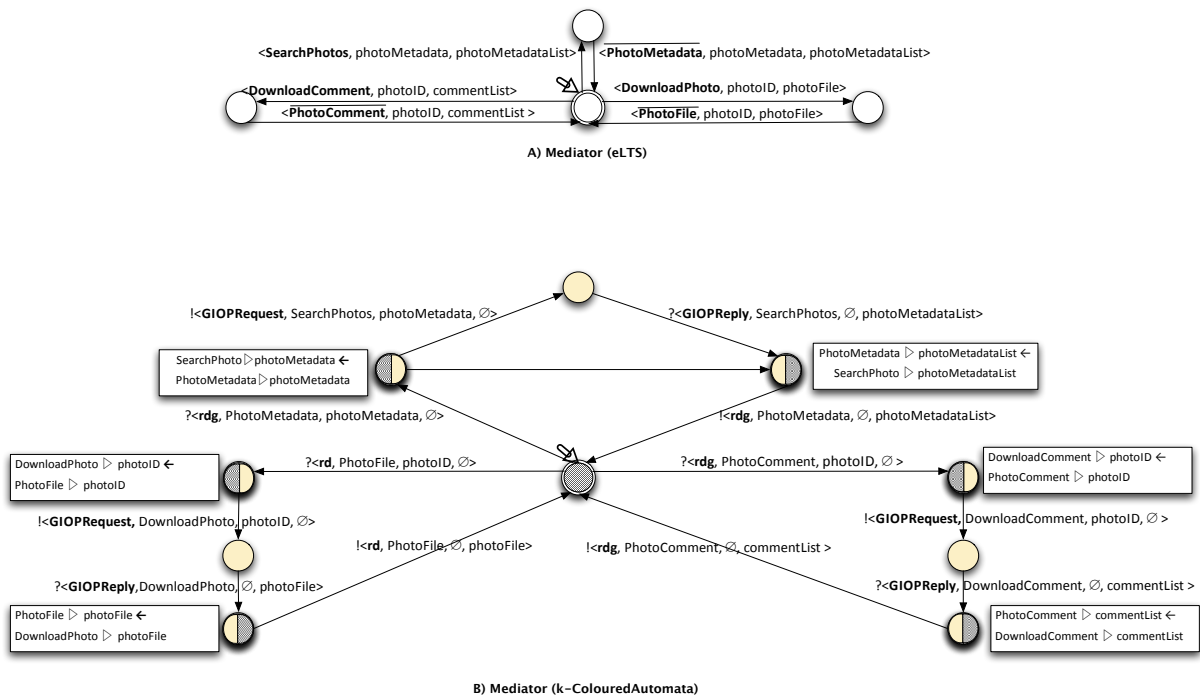 <SearchPhotos, photoMetadata, photoMetadataList>
<PhotoMetadata, photoMetadata, photoMetadataList>
<DownloadComment, photoID, commentList>
<DownloadPhoto, photoID, photoFile>
<PhotoComment, photoID, commentList >
<PhotoFile, photoID, photoFile>
A) Mediator (eLTS)
!<GIOPRequest, SearchPhotos, photoMetadata, ∅>
?<GIOPReply, SearchPhotos, ∅, photoMetadataList>
SearchPhoto ▷ photoMetadata ←
PhotoMetadata ▷ photoMetadata
PhotoMetadata ▷ photoMetadataList ←
SearchPhoto ▷ photoMetadataList
?<rdg, PhotoMetadata, photoMetadata, ∅>
!<rdg, PhotoMetadata, ∅, photoMetadataList>
DownloadPhoto ▷ photoID ←
PhotoFile ▷ photoID
?<rd, PhotoFile, photoID, ∅>
?<rdg, PhotoComment, photoID, ∅ >
DownloadComment ▷ photoID ←
PhotoComment ▷ photoID
!<GIOPRequest, DownloadPhoto, photoID, ∅>
!<GIOPRequest, DownloadComment, photoID, ∅ >
!<rd, PhotoFile, ∅, photoFile>
!<rdg, PhotoComment, ∅, commentList >
?<GIOPReply,DownloadPhoto, ∅, photoFile>
?<GIOPReply, DownloadComment, ∅, commentList >
PhotoFile ▷ photoFile ←
DownloadPhoto ▷ photoFile
PhotoComment ▷ commentList ←
DownloadComment ▷ commentList
B) Mediator (k-ColouredAutomata)